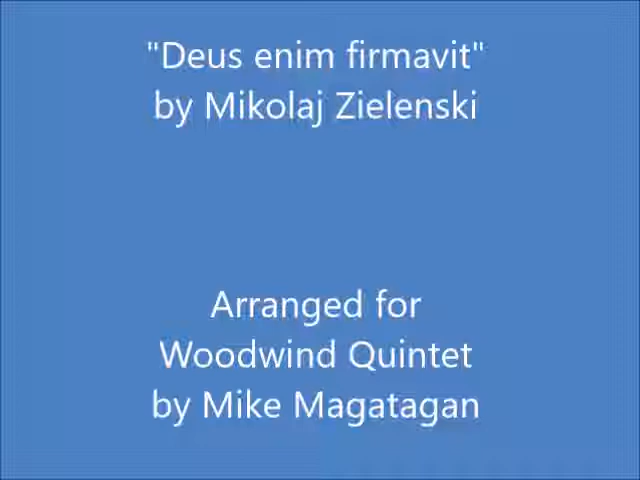 "Deus enim firmavit"
by Mikolaj Zielenski
Arranged for
Woodwind Quintet
by Mike Magatagan